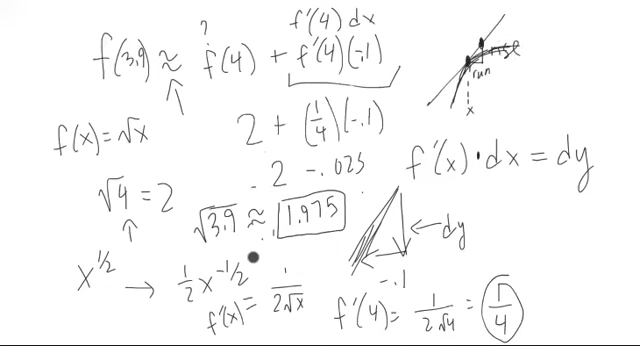 ?
f'(4) dx
f(3.9) ≈ f(4) + f'(4)(-.1)
rise
run
x
f(x) = √x
2 + (1/4)(-.1)
2 - .025
f'(x) · dx = dy
√4 = 2
√3.9 ≈ 1.975
dy
-.1
x^1/2 → 1/2 x^-1/2
f'(x) = 1/(2√x)
f'(4) = 1/(2√4) = 1/4